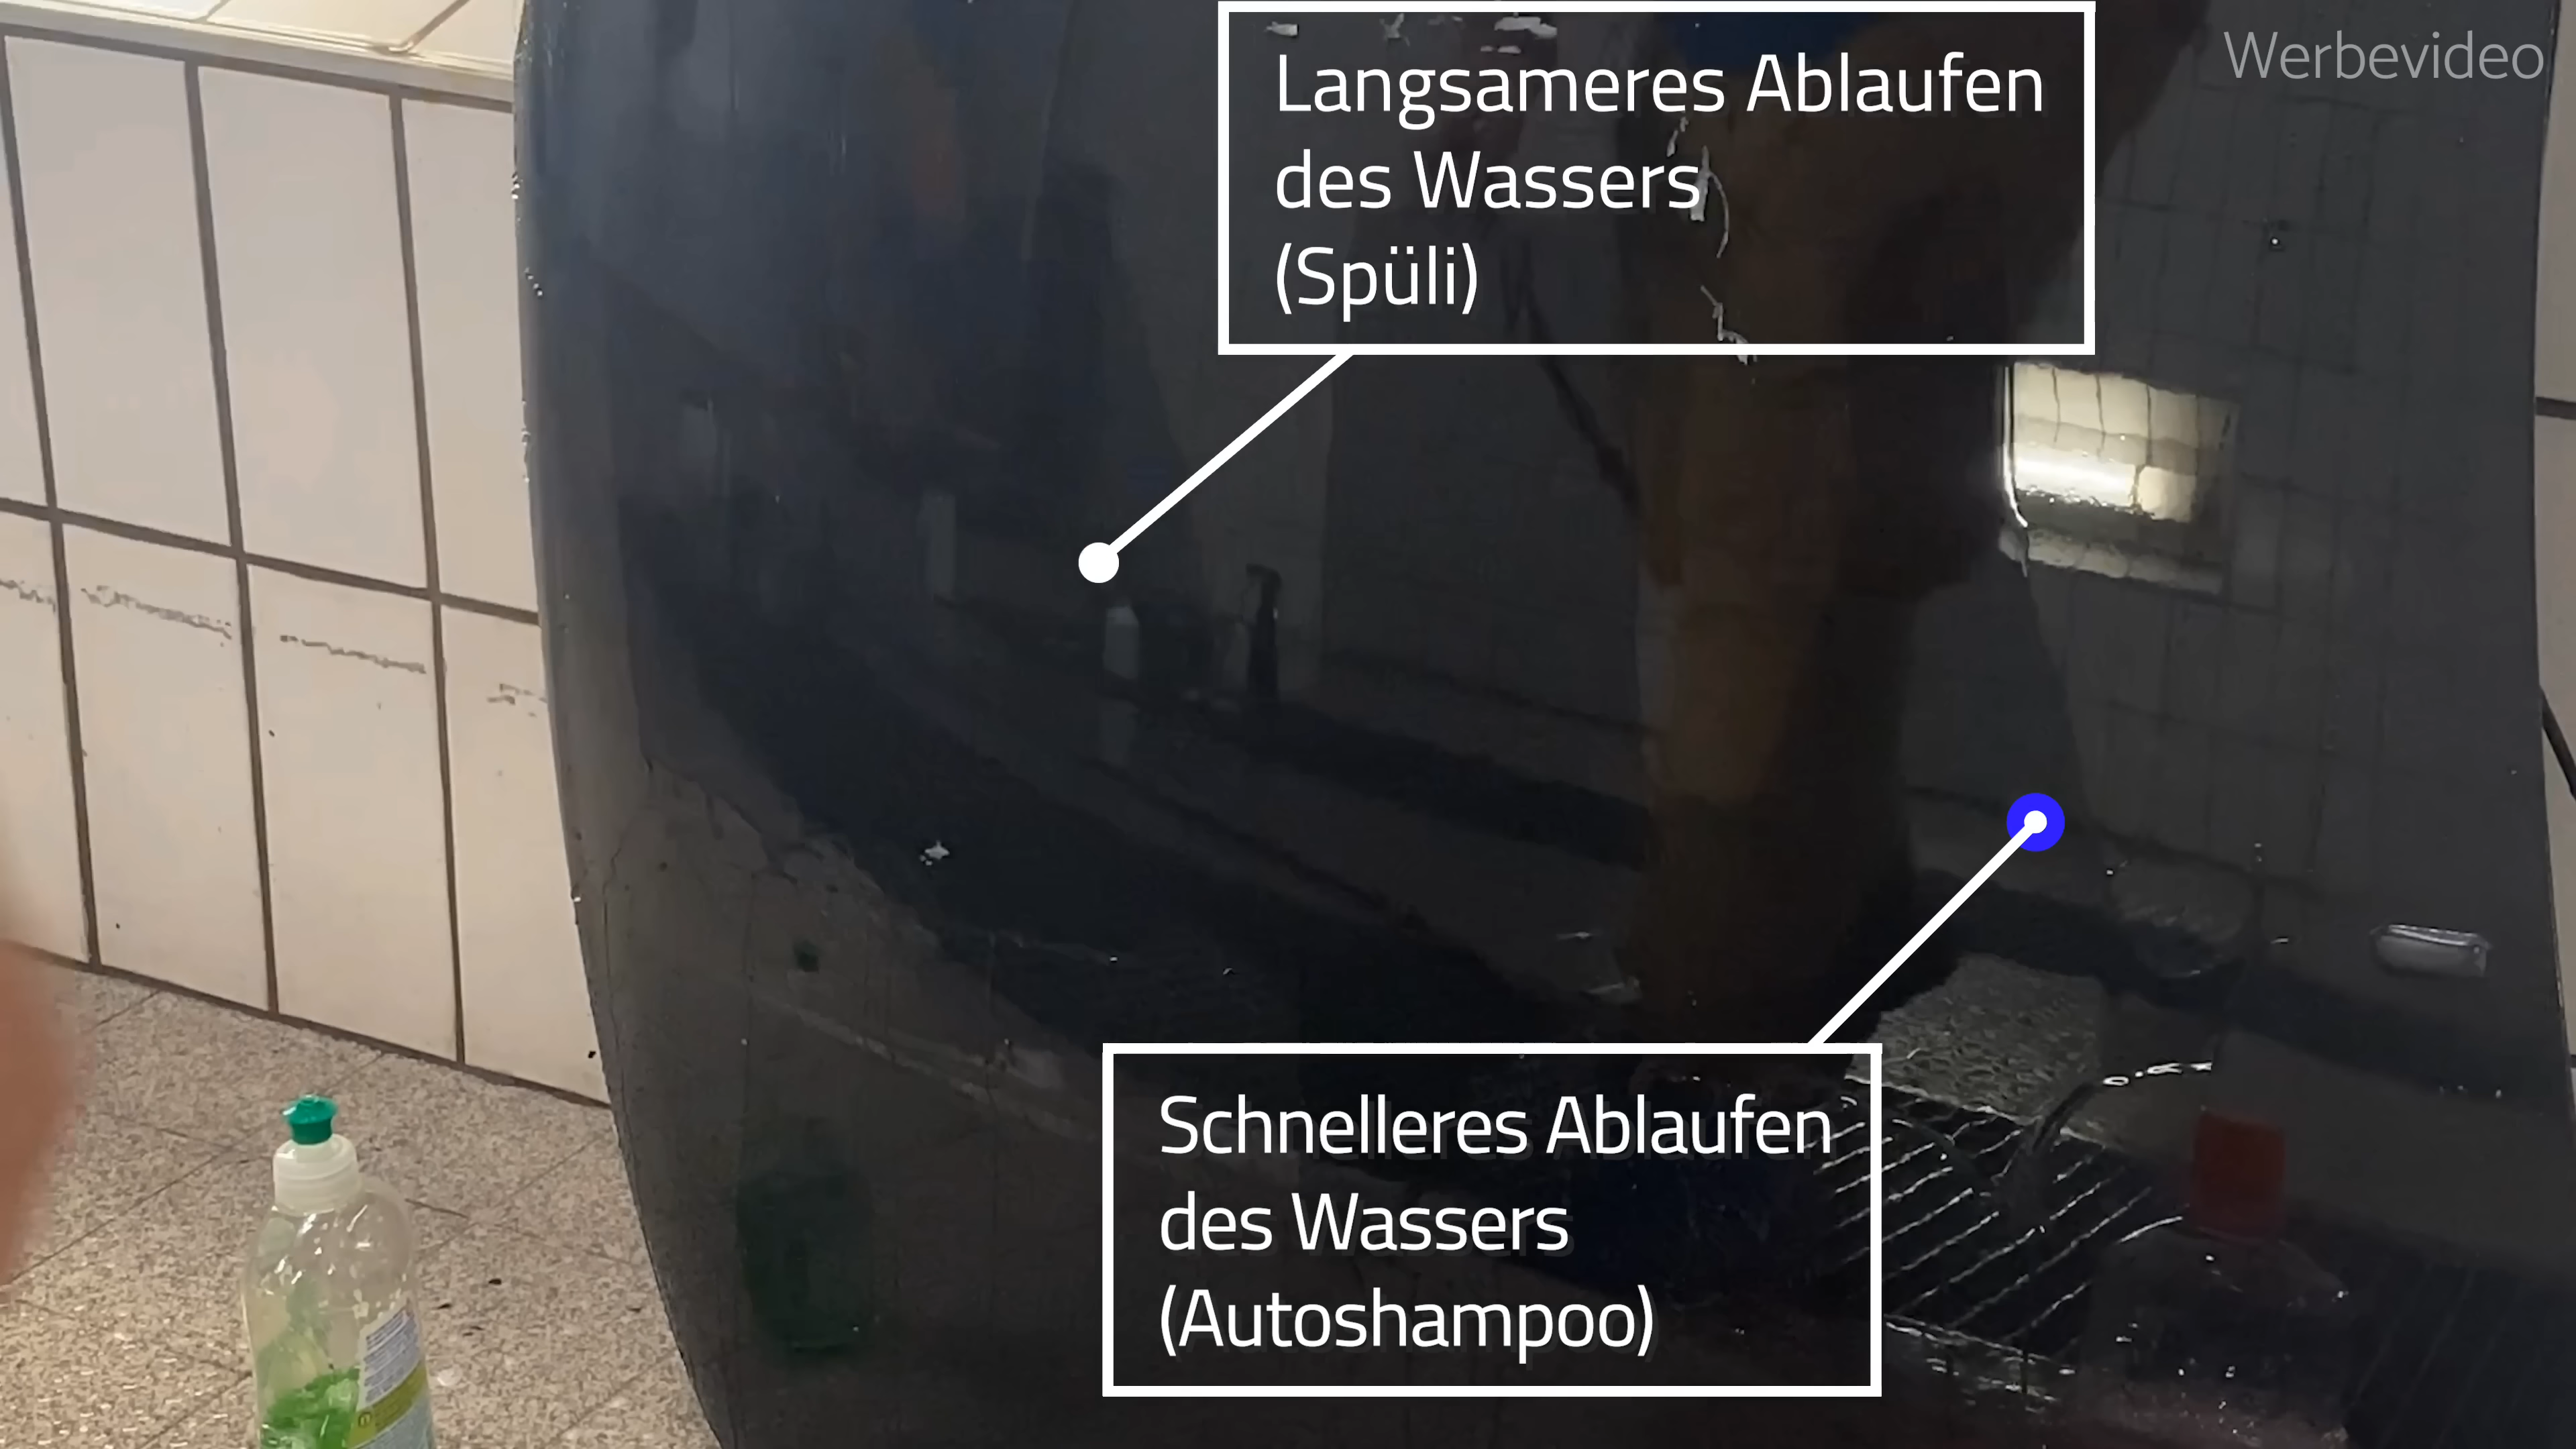 Werbevideo
Langsameres Ablaufen
des Wassers
(Spüli)
Schnelleres Ablaufen
des Wassers
(Autoshampoo)